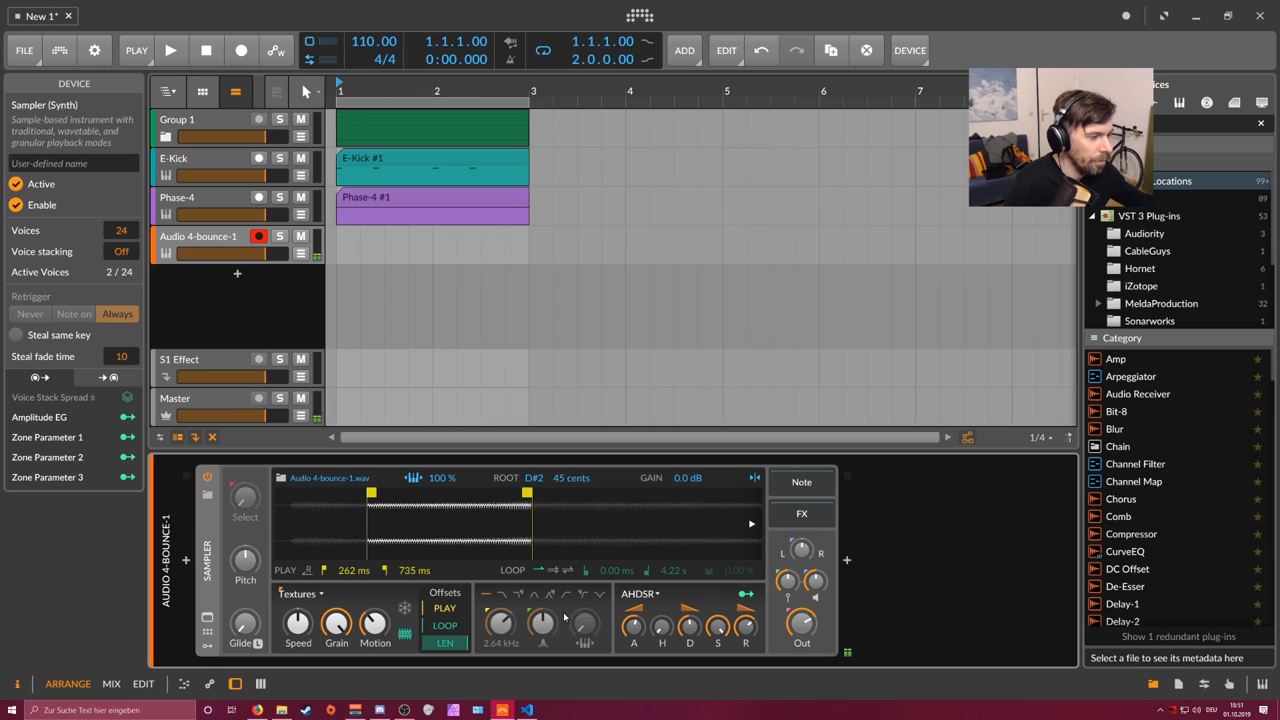 New 1*
FILE
PLAY
110.00
4/4
1.1.1.00
0:00.000
1.1.1.00
2.0.0.00
ADD
EDIT
DEVICE
DEVICE
Sampler (Synth)
Sample-based instrument with
traditional, wavetable, and
granular playback modes
User-defined name
Active
Enable
Voices 24
Voice stacking Off
Active Voices 2 / 24
Retrigger
Never Note on Always
Steal same key
Steal fade time 10
Voice Stack Spread ±
Amplitude EG
Zone Parameter 1
Zone Parameter 2
Zone Parameter 3
1 2 3 4 5 6 7
Group 1 S M
E-Kick S M
E-Kick #1
Phase-4 S M
Phase-4 #1
Audio 4-bounce-1 S M
+
S1 Effect S M
Master S M
1/4
Locations 99+
89
VST 3 Plug-ins 53
Audiority 3
CableGuys 1
Hornet 6
iZotope 1
MeldaProduction 32
Sonarworks 1
Category
Amp
Arpeggiator
Audio Receiver
Bit-8
Blur
Chain
Channel Filter
Channel Map
Chorus
Comb
Compressor
CurveEQ
DC Offset
De-Esser
Delay-1
Delay-2
Show 1 redundant plug-ins
Select a file to see its metadata here
AUDIO 4-BOUNCE-1
SAMPLER
Select
Pitch
Glide L
Audio 4-bounce-1.wav 100 % ROOT D#2 45 cents GAIN 0.0 dB
PLAY R 262 ms 735 ms LOOP 0.00 ms 4.22 s 0.00 %
Textures
Speed Grain Motion
Offsets
PLAY
LOOP
LEN
2.64 kHz
AHDSR
A H D S R
Note
FX
L R
Out
ARRANGE MIX EDIT
Zur Suche Text hier eingeben
DEU
18:51
01.10.2019